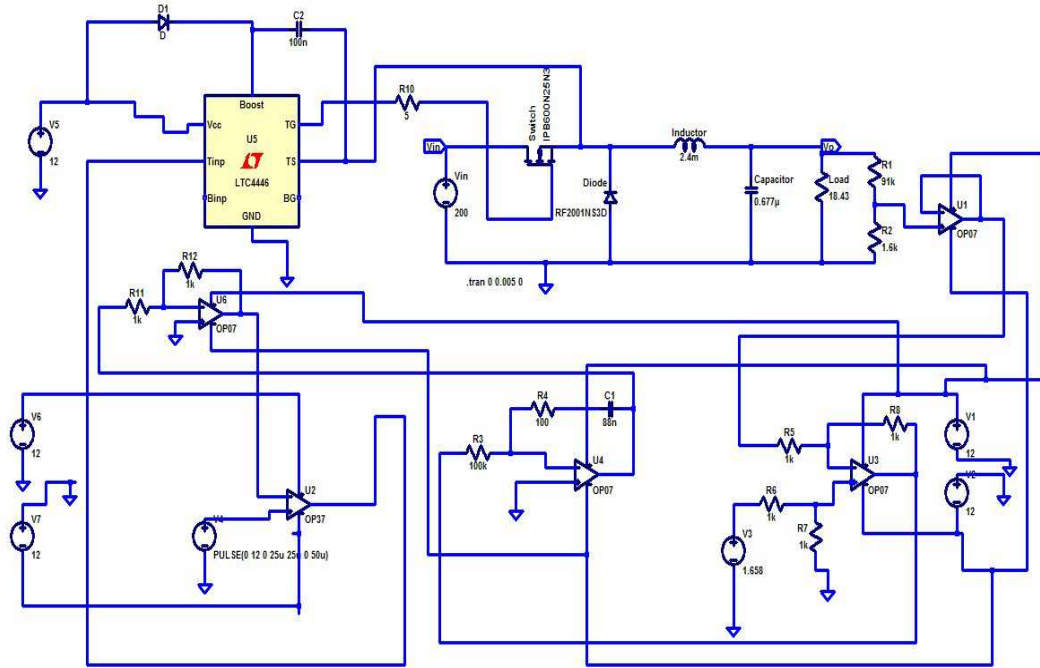 D1
D
C2
100n
V5
12
Boost
Vcc
TG
U5
Tinp
TS
LTC4446
Binp
BG
GND
R10
5
Switch
IPB600N25N3
Vin
Vin
200
Diode
RF2001NS3D
Inductor
2.4m
Capacitor
0.677µ
Vo
Load
18.43
R1
91k
R2
1.6k
U1
OP07
.tran 0 0.005 0
R12
1k
R11
1k
U6
OP07
V6
12
V7
12
U2
OP37
V4
PULSE(0 12 0 25u 25u 0 50u)
R4
100
C1
88n
R3
100k
U4
OP07
R5
1k
R8
1k
U3
OP07
R6
1k
R7
1k
V3
1.658
V1
12
V2
12